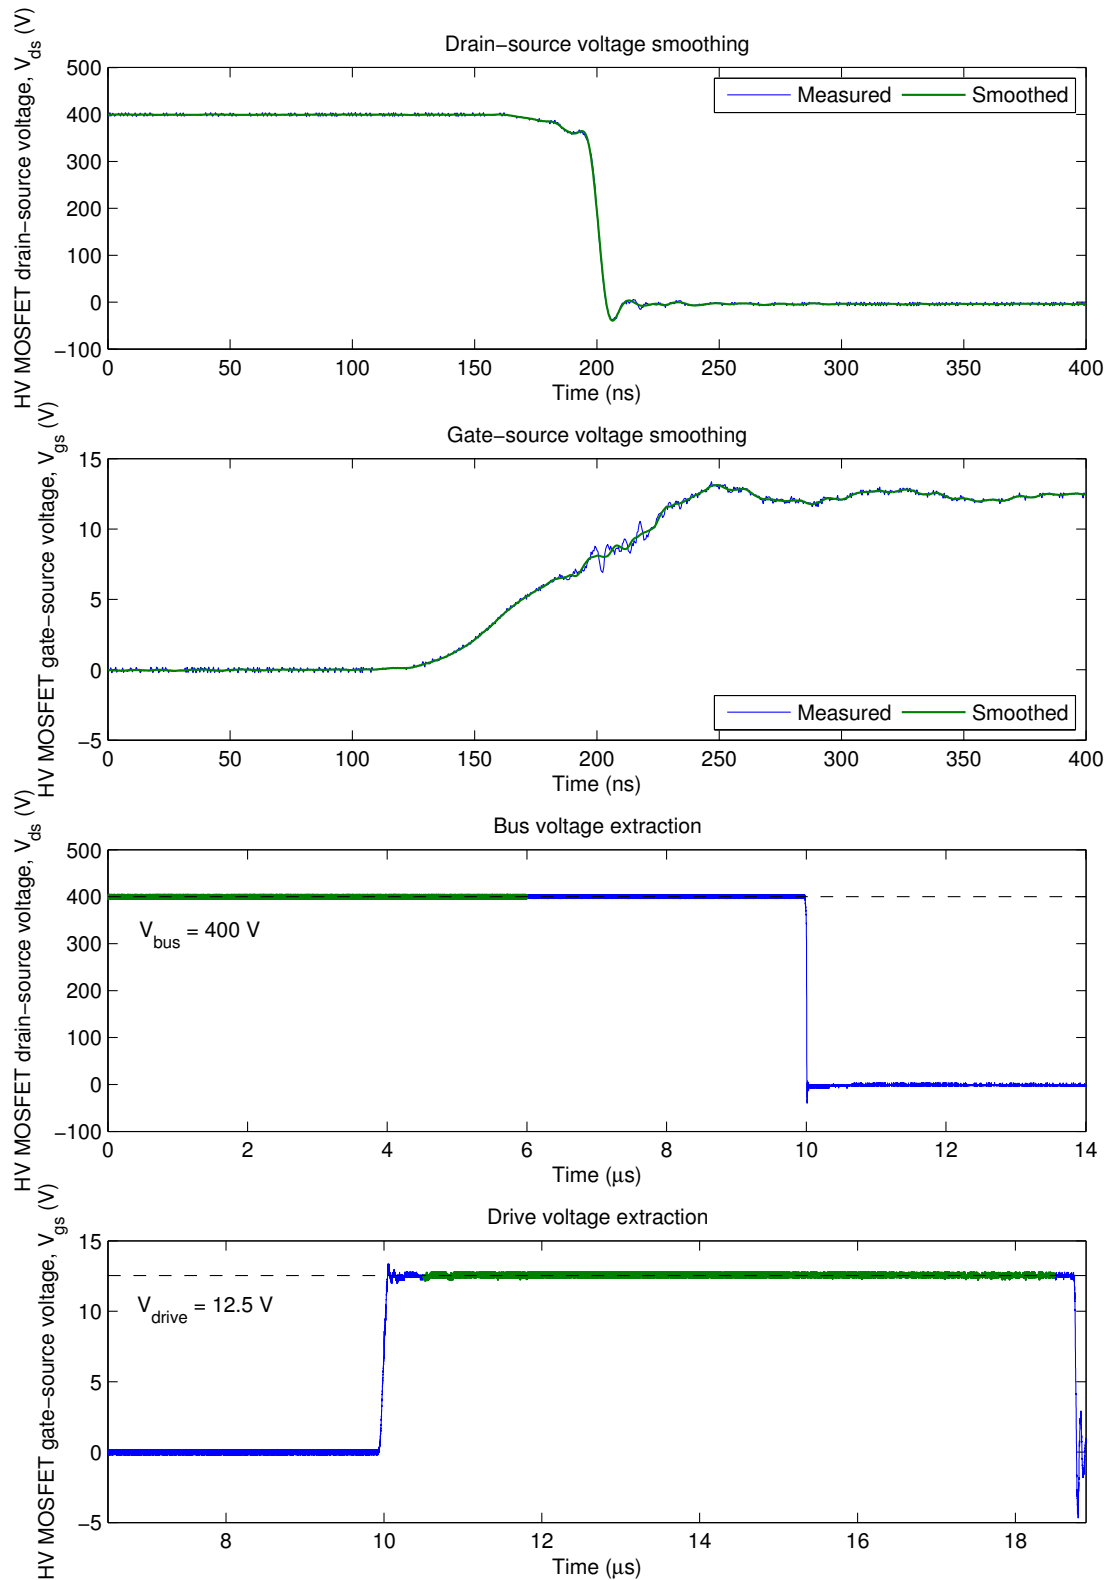 Drain−source voltage smoothing
HV MOSFET drain−source voltage, V_ds (V)
500
400
300
200
100
0
−100
Measured
Smoothed
0 50 100 150 200 250 300 350 400
Time (ns)
Gate−source voltage smoothing
HV MOSFET gate−source voltage, V_gs (V)
15
10
5
0
−5
Measured
Smoothed
0 50 100 150 200 250 300 350 400
Time (ns)
Bus voltage extraction
HV MOSFET drain−source voltage, V_ds (V)
500
400
300
200
100
0
−100
V_bus = 400 V
0 2 4 6 8 10 12 14
Time (μs)
Drive voltage extraction
HV MOSFET gate−source voltage, V_gs (V)
15
10
5
0
−5
V_drive = 12.5 V
8 10 12 14 16 18
Time (μs)